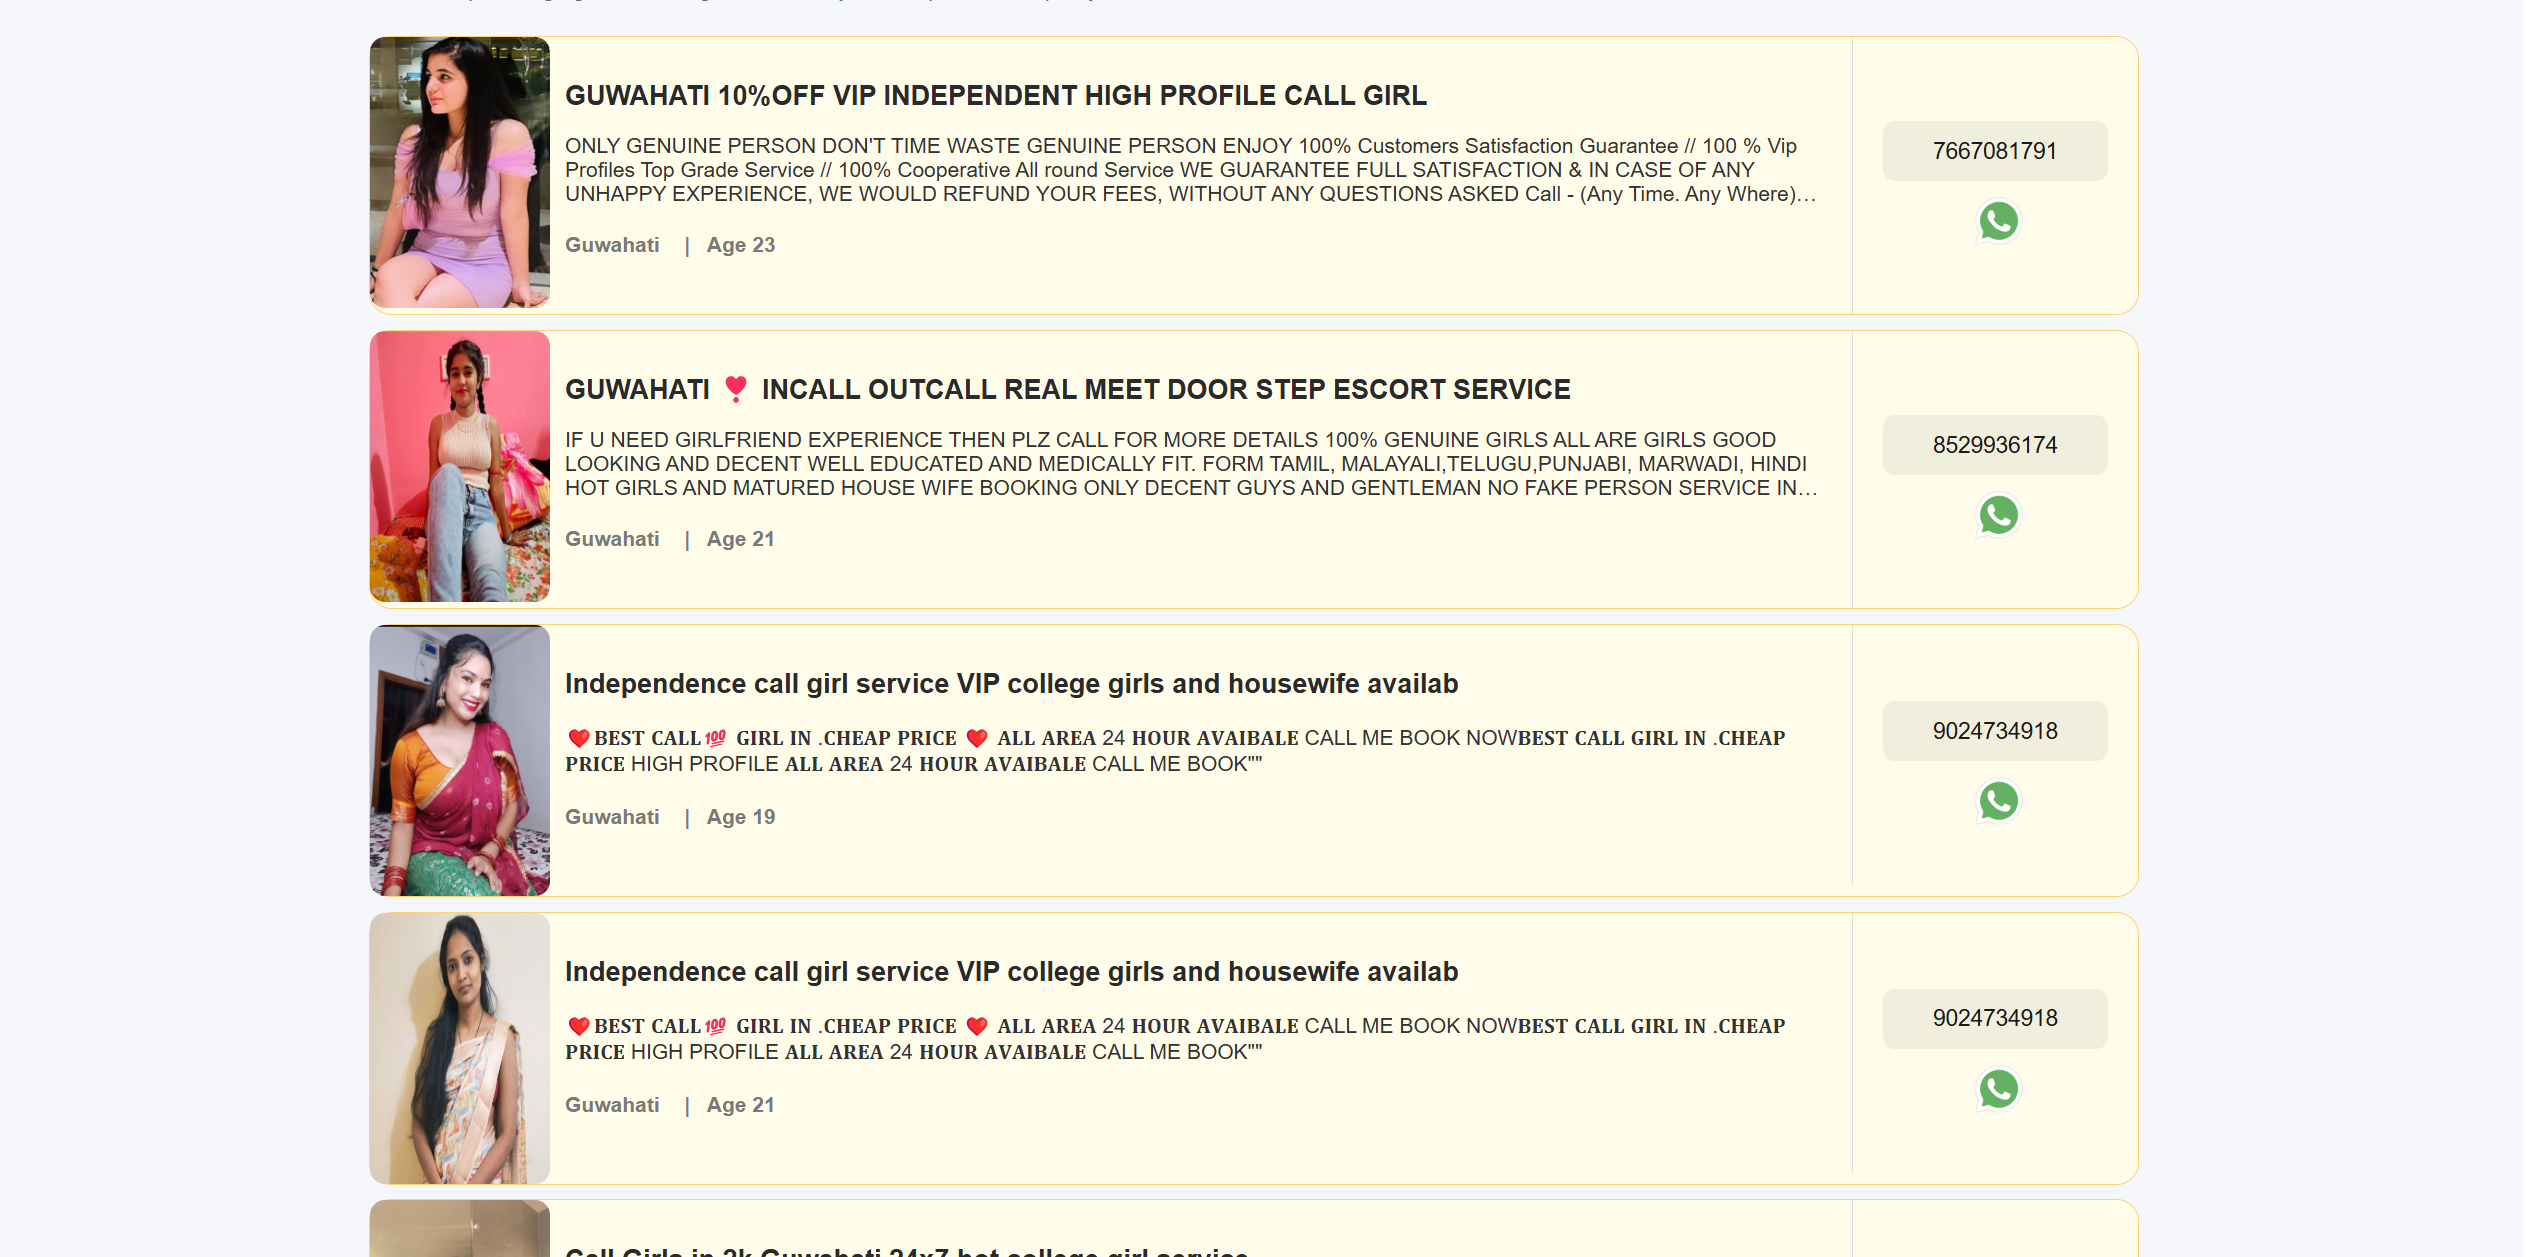 GUWAHATI 10%OFF VIP INDEPENDENT HIGH PROFILE CALL GIRL
ONLY GENUINE PERSON DON'T TIME WASTE GENUINE PERSON ENJOY 100% Customers Satisfaction Guarantee // 100 % Vip
Profiles Top Grade Service // 100% Cooperative All round Service WE GUARANTEE FULL SATISFACTION & IN CASE OF ANY
UNHAPPY EXPERIENCE, WE WOULD REFUND YOUR FEES, WITHOUT ANY QUESTIONS ASKED Call - (Any Time. Any Where)…
Guwahati | Age 23
7667081791
GUWAHATI ❣ INCALL OUTCALL REAL MEET DOOR STEP ESCORT SERVICE
IF U NEED GIRLFRIEND EXPERIENCE THEN PLZ CALL FOR MORE DETAILS 100% GENUINE GIRLS ALL ARE GIRLS GOOD
LOOKING AND DECENT WELL EDUCATED AND MEDICALLY FIT. FORM TAMIL, MALAYALI,TELUGU,PUNJABI, MARWADI, HINDI
HOT GIRLS AND MATURED HOUSE WIFE BOOKING ONLY DECENT GUYS AND GENTLEMAN NO FAKE PERSON SERVICE IN…
Guwahati | Age 21
8529936174
Independence call girl service VIP college girls and housewife availab
❤️BEST CALL💯 GIRL IN .CHEAP PRICE ❤️ ALL AREA 24 HOUR AVAIBALE CALL ME BOOK NOWBEST CALL GIRL IN .CHEAP
PRICE HIGH PROFILE ALL AREA 24 HOUR AVAIBALE CALL ME BOOK""
Guwahati | Age 19
9024734918
Independence call girl service VIP college girls and housewife availab
❤️BEST CALL💯 GIRL IN .CHEAP PRICE ❤️ ALL AREA 24 HOUR AVAIBALE CALL ME BOOK NOWBEST CALL GIRL IN .CHEAP
PRICE HIGH PROFILE ALL AREA 24 HOUR AVAIBALE CALL ME BOOK""
Guwahati | Age 21
9024734918
Call Girls in 2k Guwahati 24x7 hot college girl service